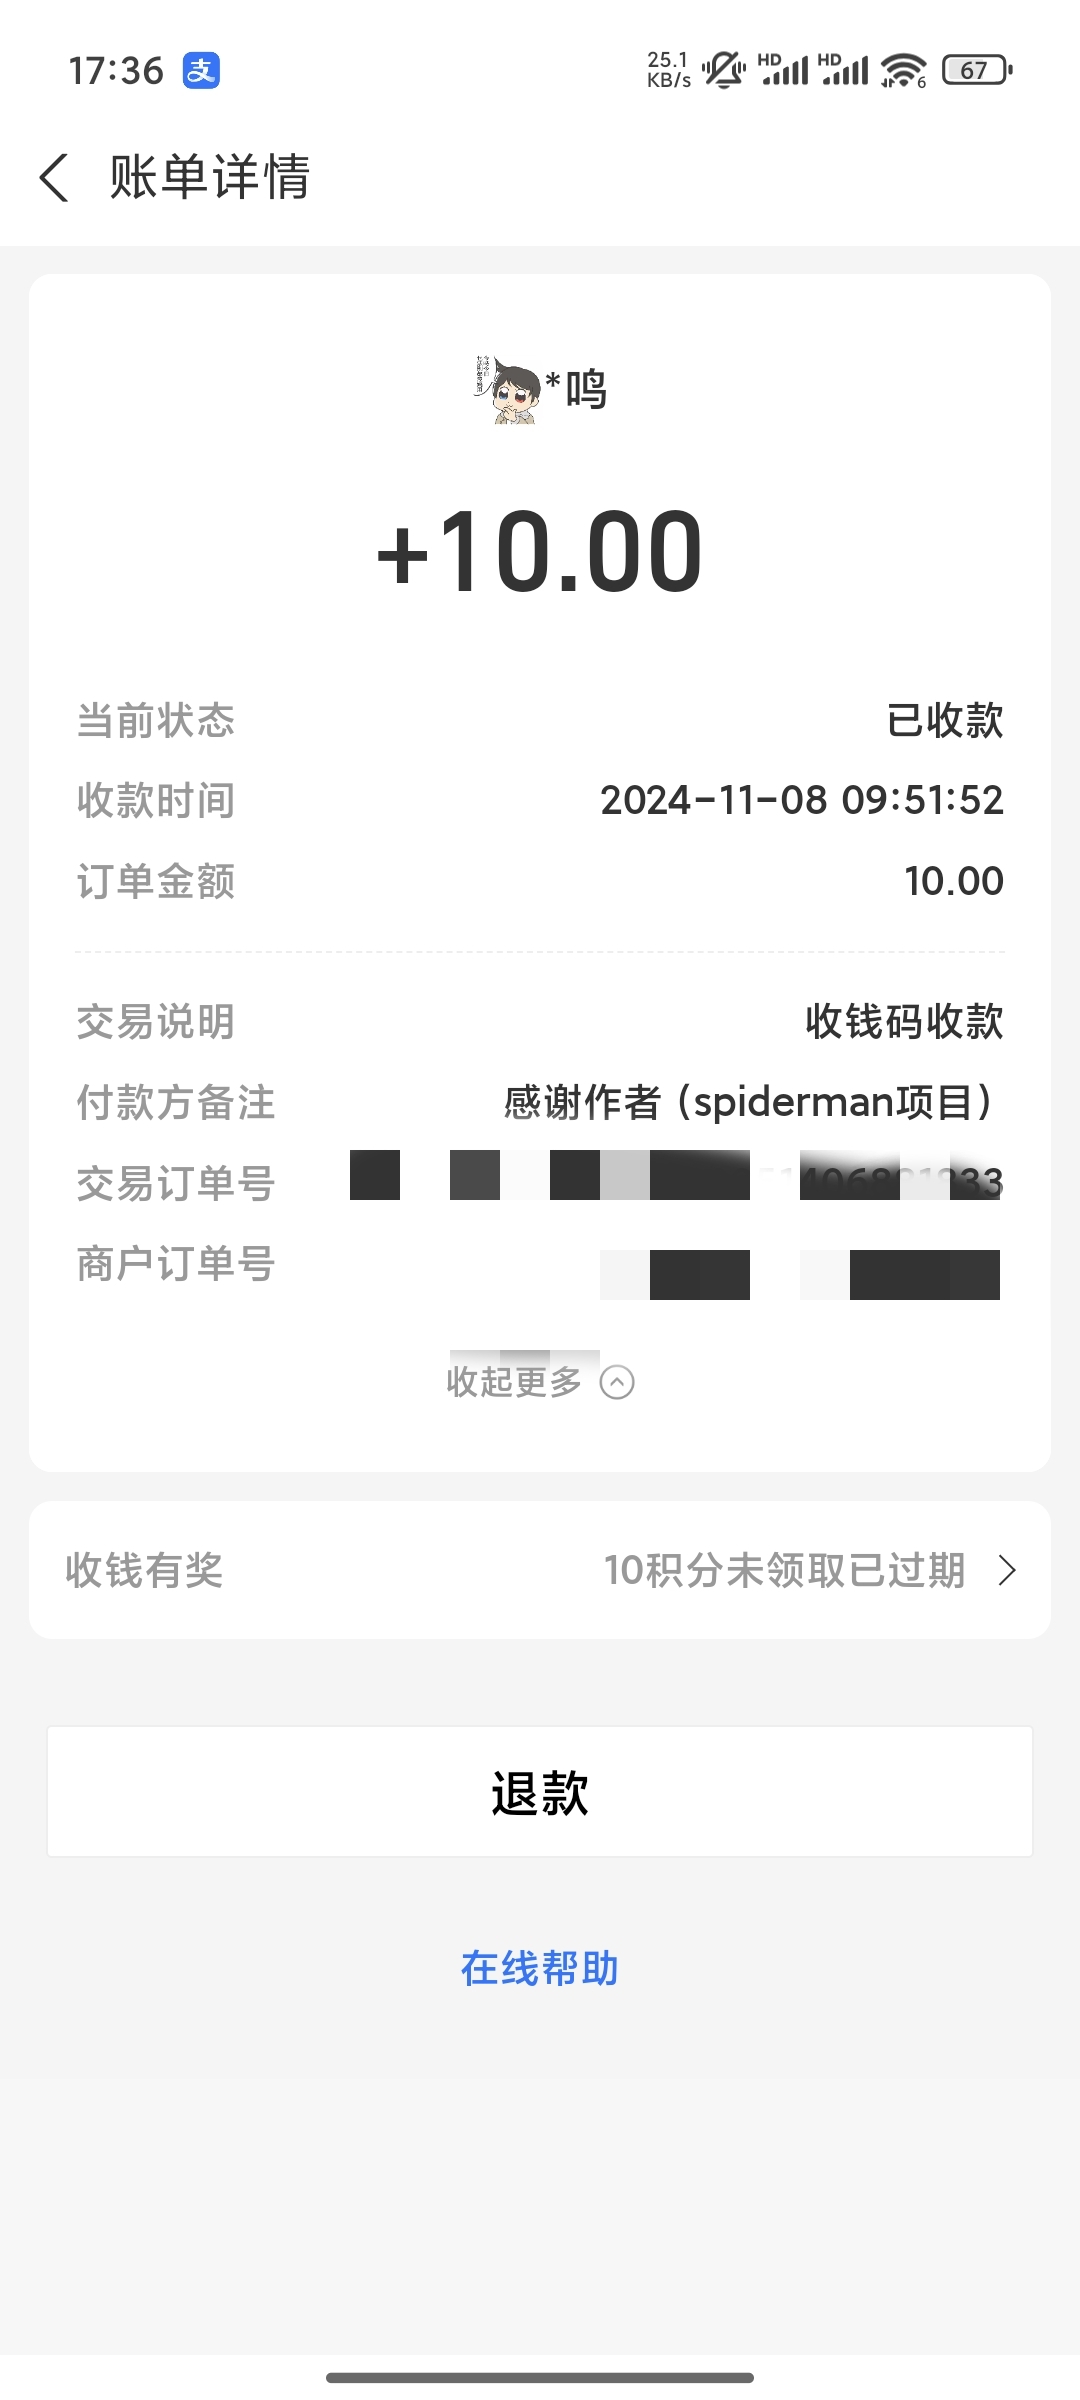 17:36 支 25.1 KB/s HD HD 6 67
账单详情
*鸣
+10.00
当前状态 已收款
收款时间 2024-11-08 09:51:52
订单金额 10.00
交易说明 收钱码收款
付款方备注 感谢作者（spiderman项目）
交易订单号
商户订单号
收起更多
收钱有奖 10积分未领取已过期
退款
在线帮助